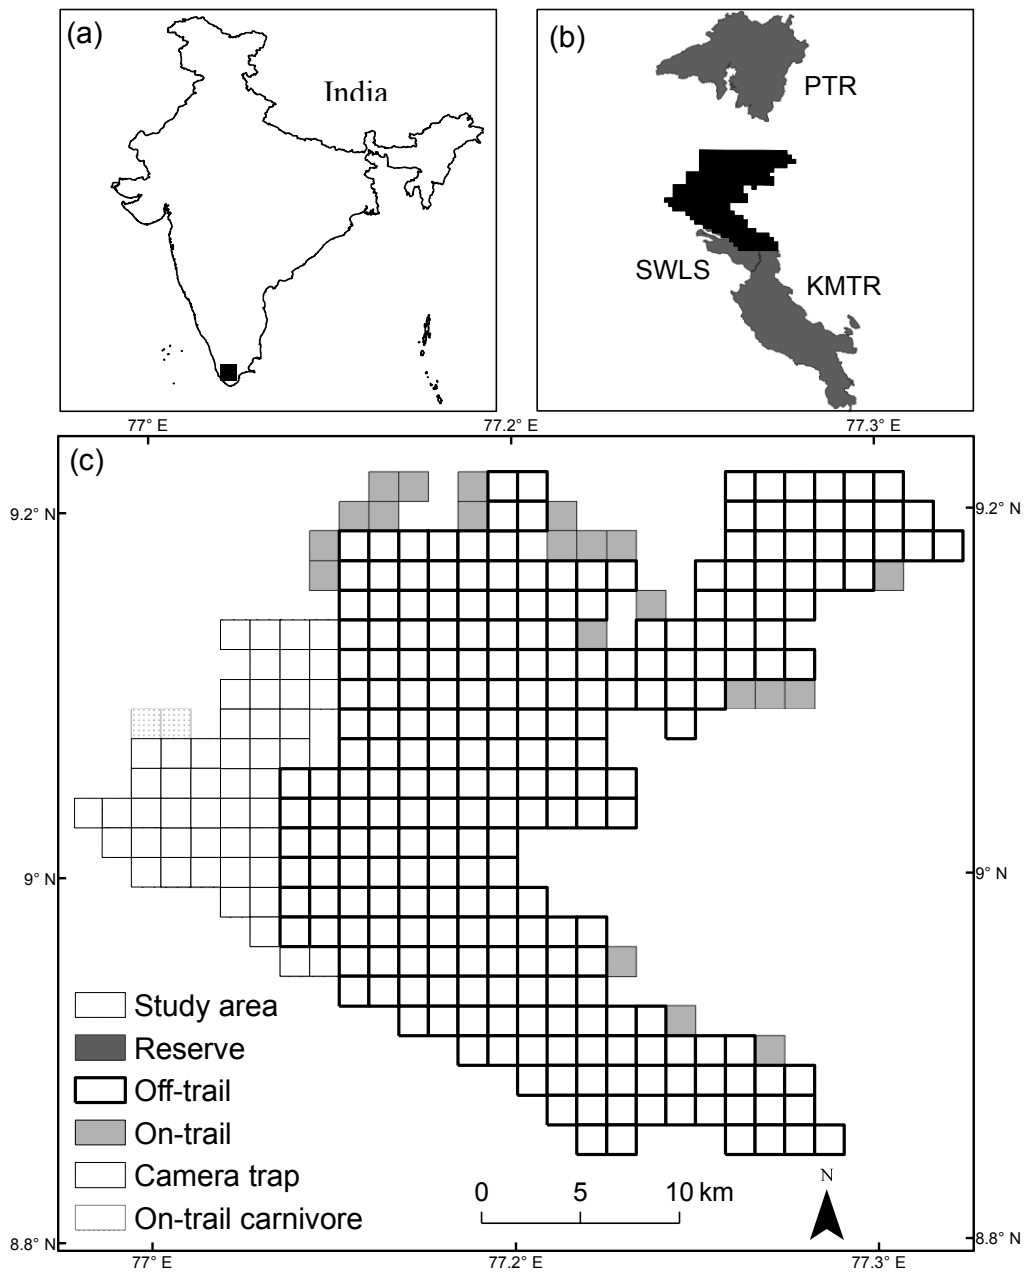 (a)
India
(b)
PTR
SWLS
KMTR
77° E
77.2° E
77.3° E
(c)
9.2° N
9.2° N
9° N
9° N
Study area
Reserve
Off-trail
On-trail
Camera trap
On-trail carnivore
0 5 10 km
N
8.8° N
8.8° N
77° E
77.2° E
77.3° E